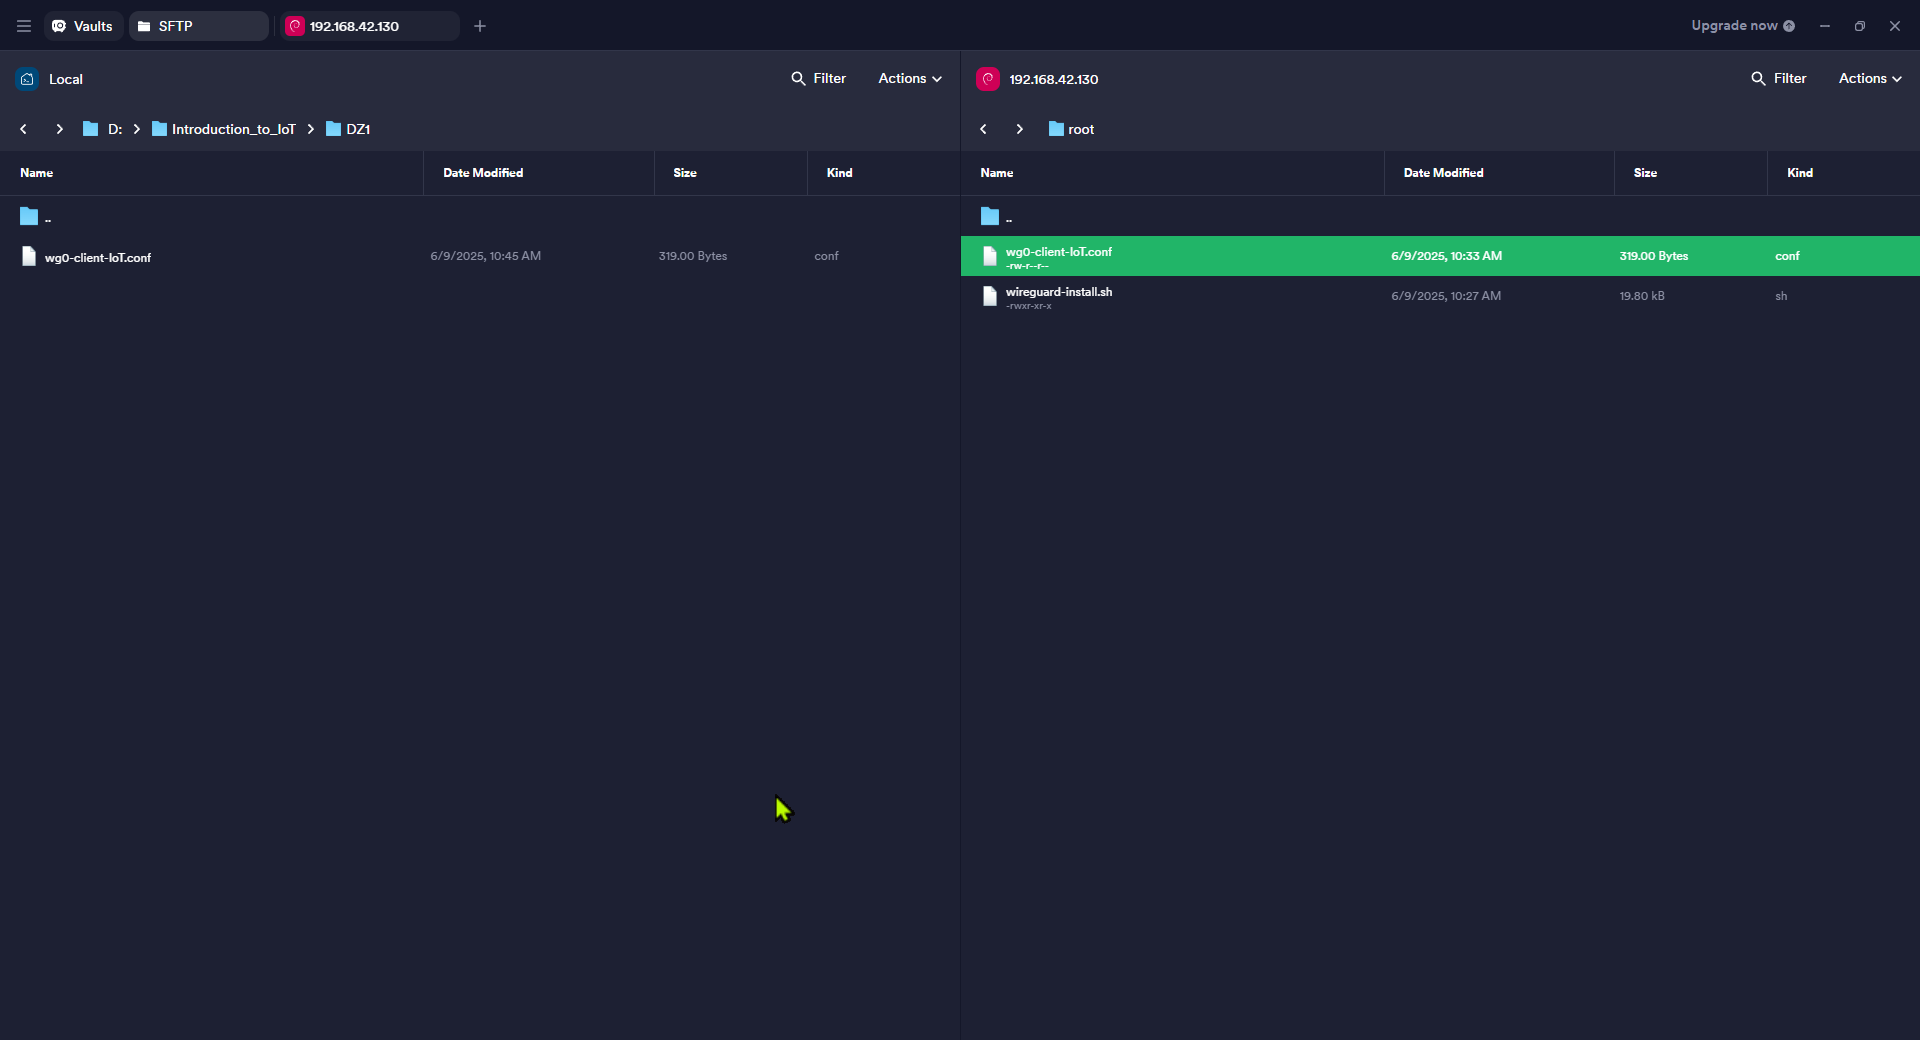 Vaults SFTP 192.168.42.130 Upgrade now
Local Filter Actions
D: Introduction_to_IoT DZ1
Name Date Modified Size Kind
..
wg0-client-IoT.conf 6/9/2025, 10:45 AM 319.00 Bytes conf
192.168.42.130 Filter Actions
root
Name Date Modified Size Kind
..
wg0-client-IoT.conf 6/9/2025, 10:33 AM 319.00 Bytes conf
-rw-r--r--
wireguard-install.sh 6/9/2025, 10:27 AM 19.80 kB sh
-rwxr-xr-x